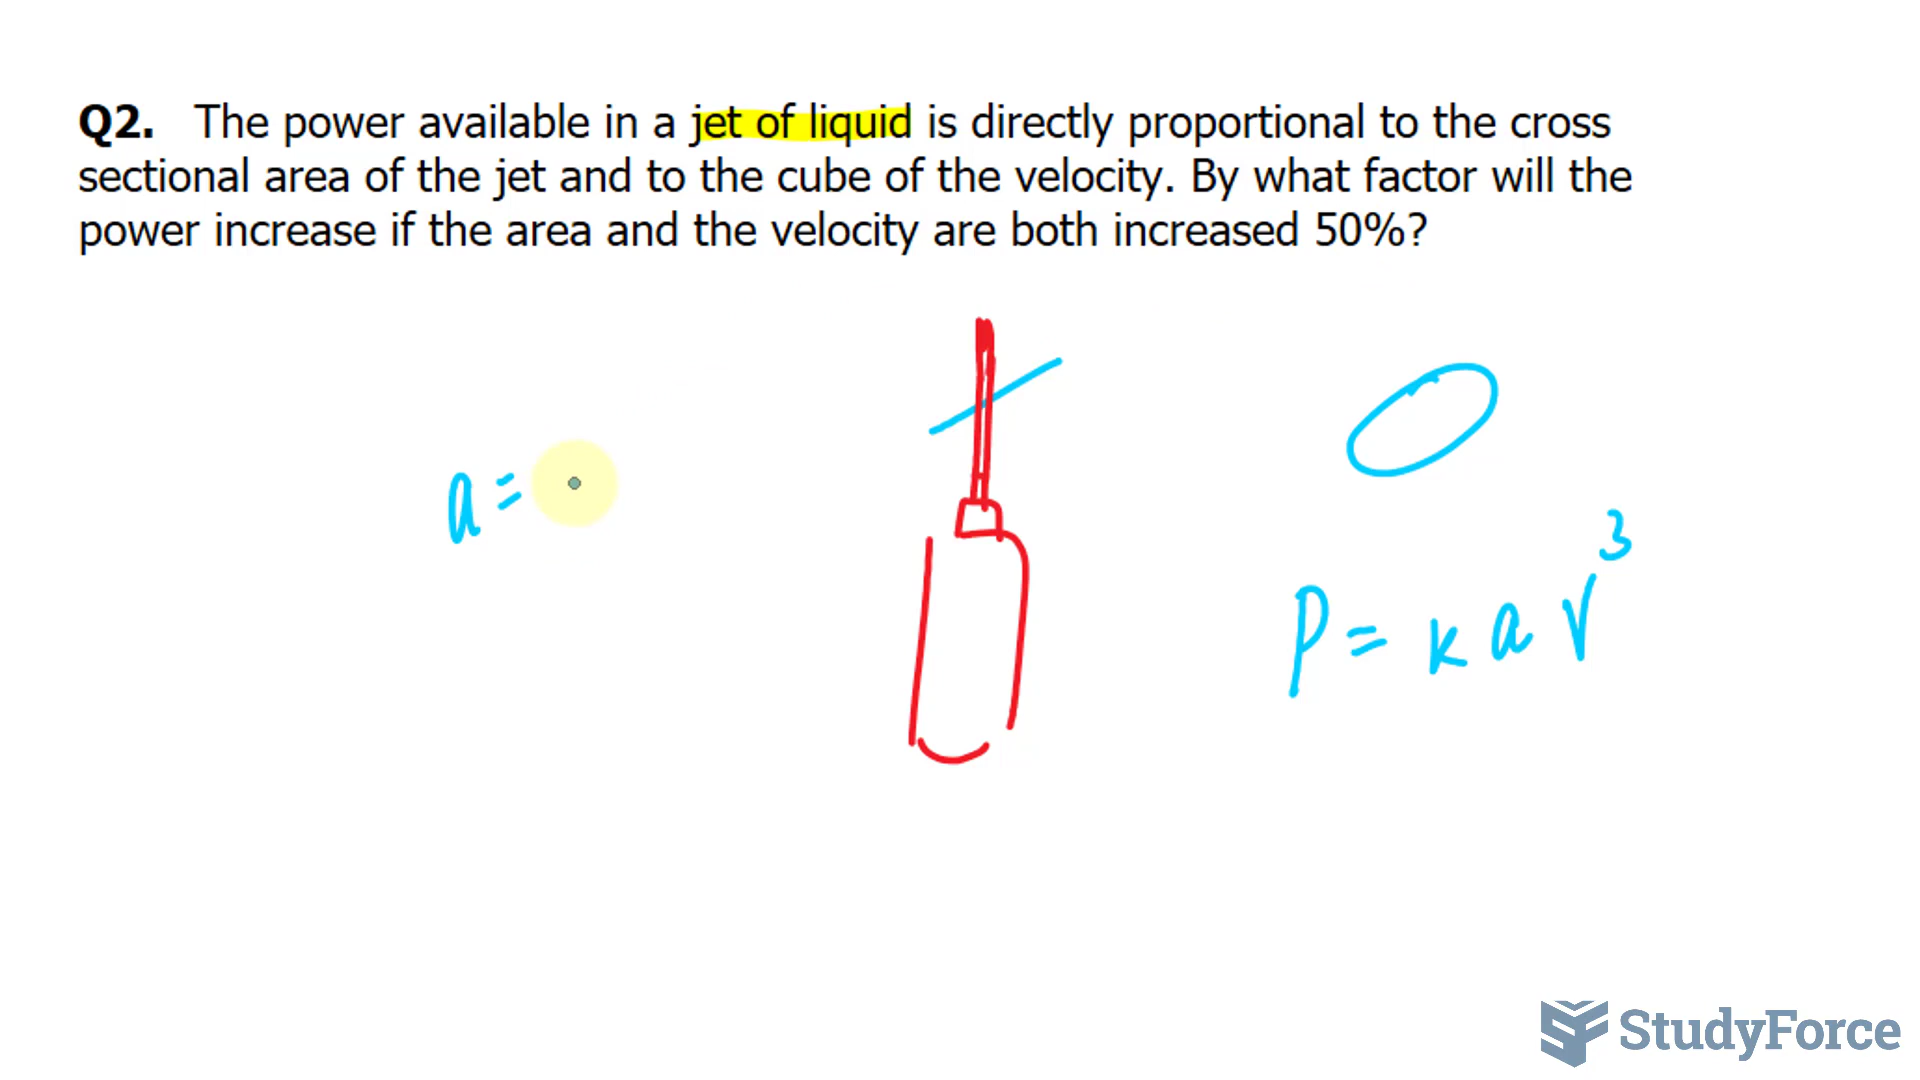 Q2. The power available in a jet of liquid is directly proportional to the cross
sectional area of the jet and to the cube of the velocity. By what factor will the
power increase if the area and the velocity are both increased 50%?
a =
P = k a v³
StudyForce